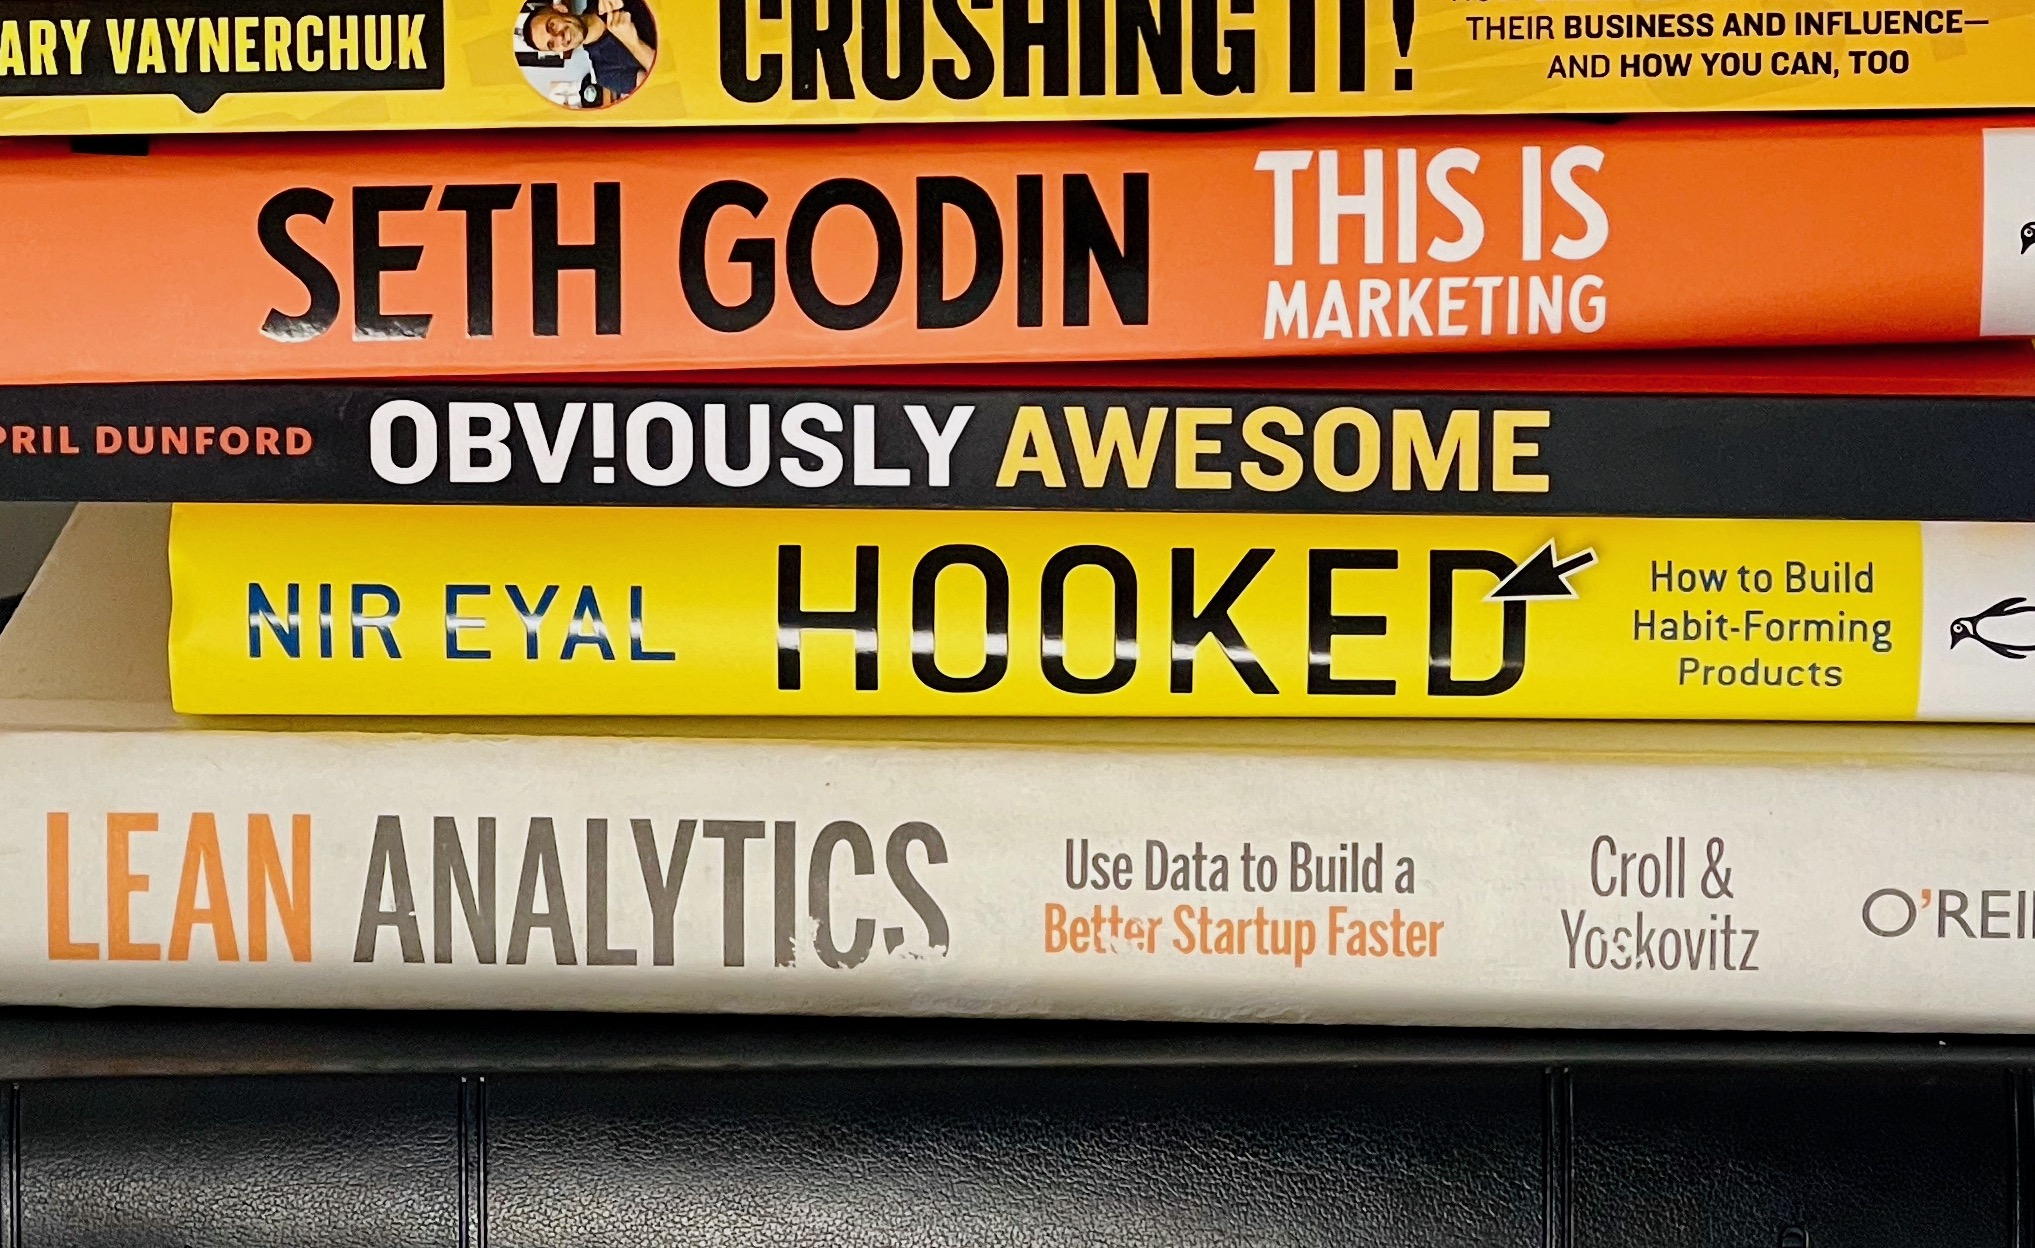 ARY VAYNERCHUK
CRUSHING IT!
THEIR BUSINESS AND INFLUENCE—
AND HOW YOU CAN, TOO
SETH GODIN
THIS IS
MARKETING
PRIL DUNFORD
OBV!OUSLY AWESOME
NIR EYAL
HOOKED
How to Build
Habit-Forming
Products
LEAN ANALYTICS
Use Data to Build a
Better Startup Faster
Croll &
Yoskovitz
O'REI